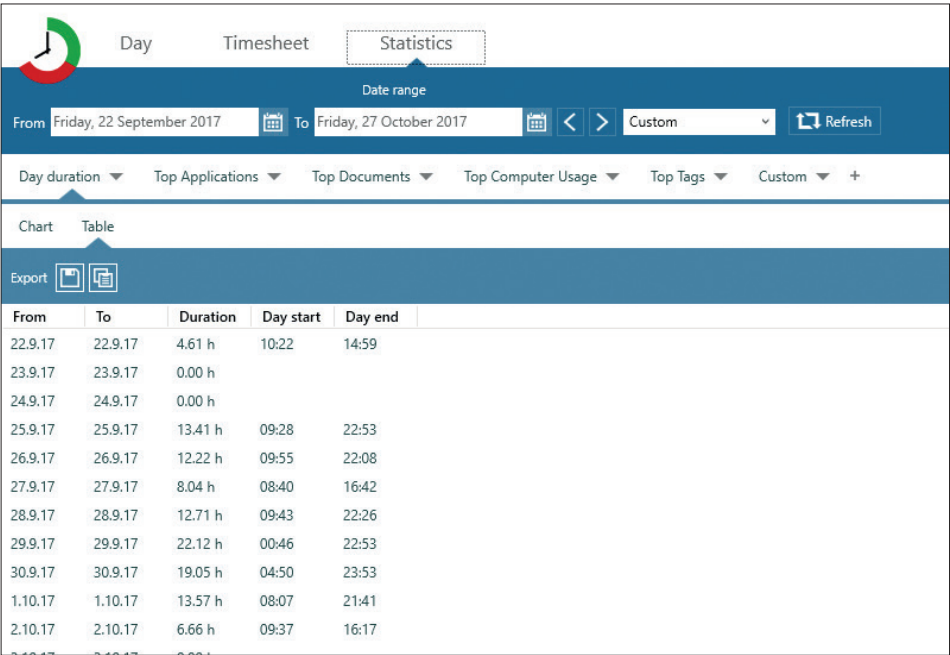 Day Timesheet Statistics
Date range
From Friday, 22 September 2017 To Friday, 27 October 2017 Custom Refresh
Day duration Top Applications Top Documents Top Computer Usage Top Tags Custom +
Chart Table
Export
From To Duration Day start Day end
22.9.17 22.9.17 4.61 h 10:22 14:59
23.9.17 23.9.17 0.00 h
24.9.17 24.9.17 0.00 h
25.9.17 25.9.17 13.41 h 09:28 22:53
26.9.17 26.9.17 12.22 h 09:55 22:08
27.9.17 27.9.17 8.04 h 08:40 16:42
28.9.17 28.9.17 12.71 h 09:43 22:26
29.9.17 29.9.17 22.12 h 00:46 22:53
30.9.17 30.9.17 19.05 h 04:50 23:53
1.10.17 1.10.17 13.57 h 08:07 21:41
2.10.17 2.10.17 6.66 h 09:37 16:17